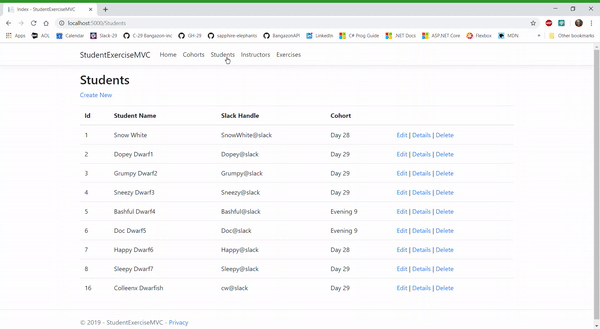 Index - StudentExerciseMVC
localhost:5000/Students
Apps AOL Calendar Slack-29 C-29 Bangazon-inc GH-29 sapphire-elephants BangazonAPI LinkedIn C# Prog Guide .NET Docs ASP.NET Core Flexbox MDN Other bookmarks
StudentExerciseMVC Home Cohorts Students Instructors Exercises
Students
Create New
Id Student Name Slack Handle Cohort
1 Snow White SnowWhite@slack Day 28 Edit | Details | Delete
2 Dopey Dwarf1 Dopey@slack Day 29 Edit | Details | Delete
3 Grumpy Dwarf2 Grumpy@slack Day 29 Edit | Details | Delete
4 Sneezy Dwarf3 Sneezy@slack Day 29 Edit | Details | Delete
5 Bashful Dwarf4 Bashful@slack Evening 9 Edit | Details | Delete
6 Doc Dwarf5 Doc@slack Evening 9 Edit | Details | Delete
7 Happy Dwarf6 Happy@slack Day 28 Edit | Details | Delete
8 Sleepy Dwarf7 Sleepy@slack Day 29 Edit | Details | Delete
16 Colleenx Dwarfish cw@slack Day 29 Edit | Details | Delete
© 2019 - StudentExerciseMVC - Privacy